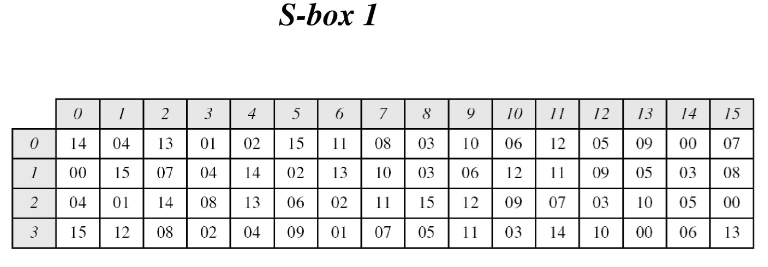 S-box 1
0 1 2 3 4 5 6 7 8 9 10 11 12 13 14 15
0 14 04 13 01 02 15 11 08 03 10 06 12 05 09 00 07
1 00 15 07 04 14 02 13 10 03 06 12 11 09 05 03 08
2 04 01 14 08 13 06 02 11 15 12 09 07 03 10 05 00
3 15 12 08 02 04 09 01 07 05 11 03 14 10 00 06 13